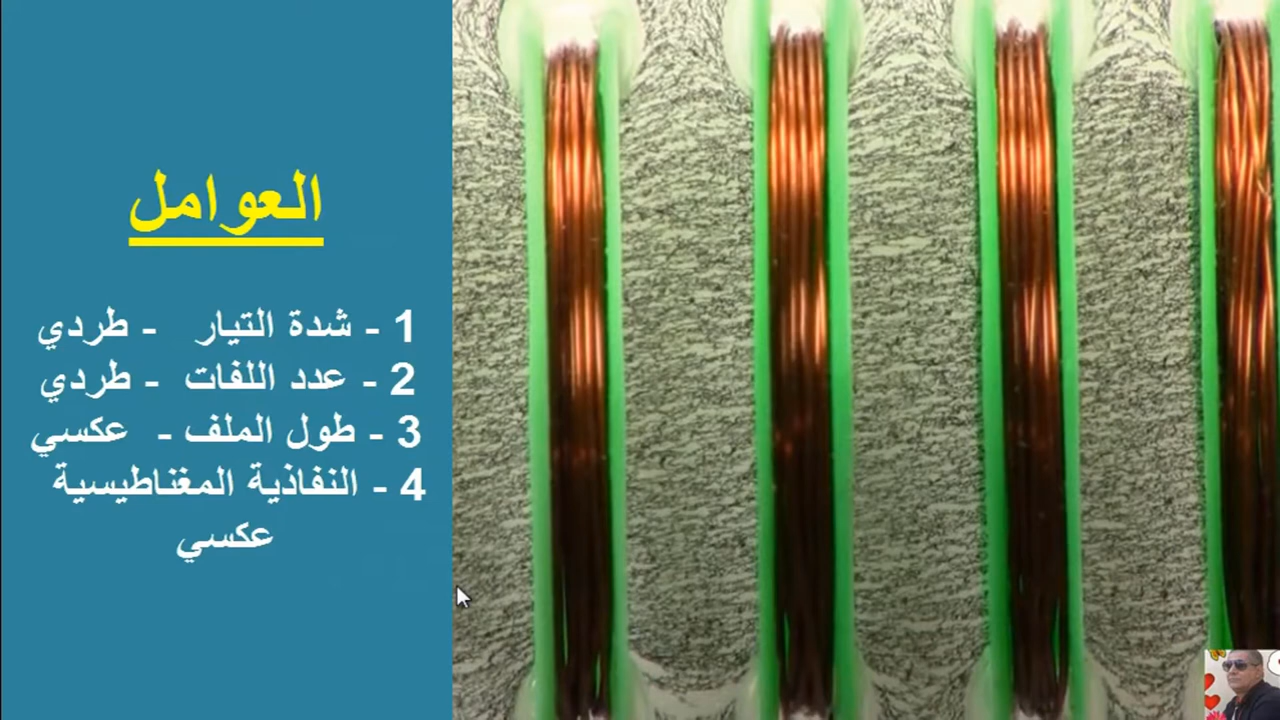 العوامل
1 - شدة التيار - طردي
2 - عدد اللفات - طردي
3 - طول الملف - عكسي
4 - النفاذية المغناطيسية
عكسي